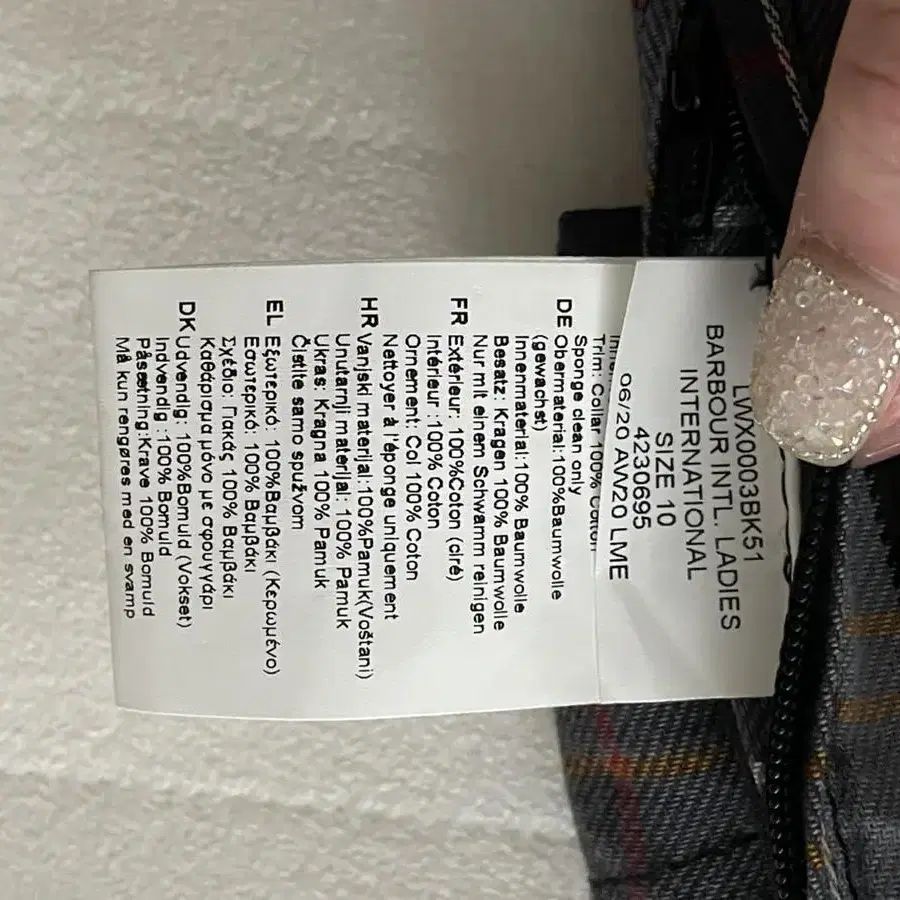 LWX0003BK51
BARBOUR INTL. LADIES
INTERNATIONAL
SIZE 10
4230695
06/20 AW20 LME
Trim: Collar 100% Cotton
Sponge clean only
DE Obermaterial:100%Baumwolle
(gewachst)
Innenmaterial:100% Baumwolle
Besatz: Kragen 100% Baumwole
Nur mit einem Schwamm reinigen
FR Extérieur: 100%Coton (ciré)
Intérieur :100% Coton
Ornement: Col 100% Coton
Nettoyer à l'éponge uniquement
HR Vanjski materijal:100%Pamuk(Voštani)
Unutarnji materijal: 100% Pamuk
Ukras: Kragna 100% Pamuk
Čistite samo spužvom
EL Εξωτερικό: 100%Βαμβάκι (Κερωμένο)
Εσωτερικό: 100% Βαμβάκι
Σχέδιο: Γιακάς 100% Βαμβάκι
Καθάρισμα μόνο με σφουγγάρι
DK Udvendig: 100%Bomuld (Vokset)
Indvendig :100% Bomuld
Påsætning:Krave 100% Bomuld
Må kun rengøres med en svamp